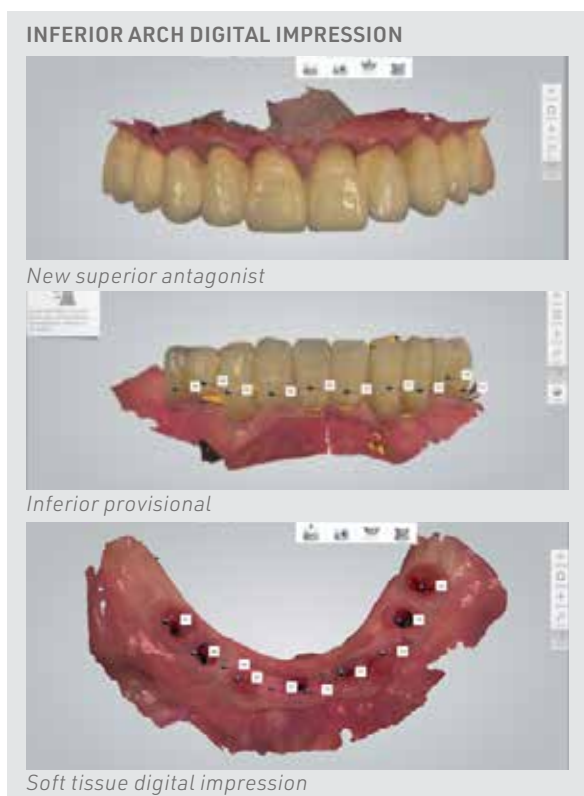 INFERIOR ARCH DIGITAL IMPRESSION
New superior antagonist
Inferior provisional
Soft tissue digital impression